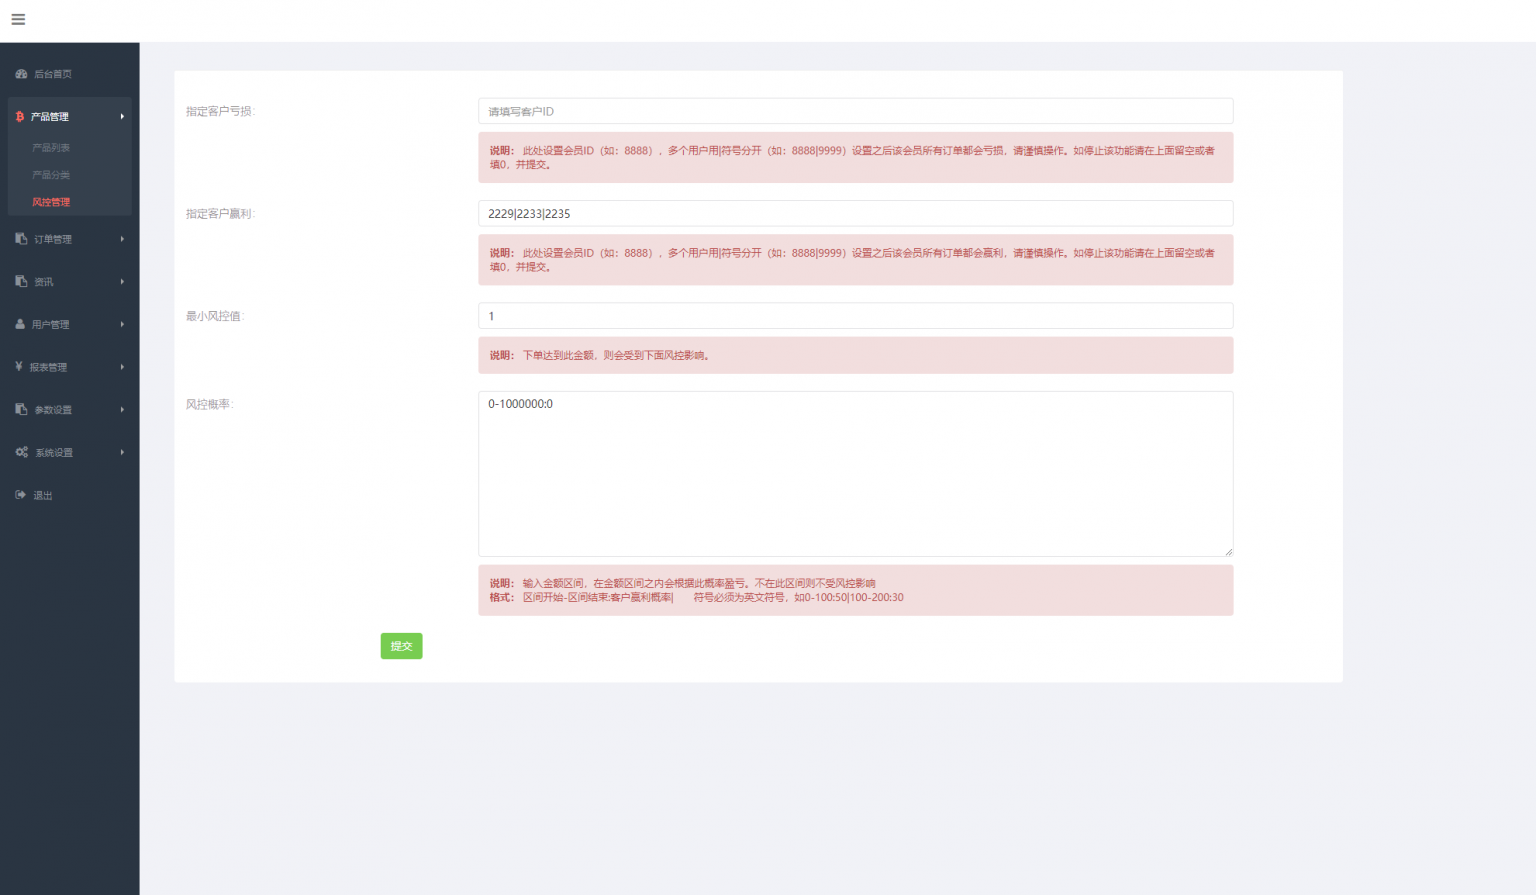 后台首页
产品管理
产品列表
产品分类
风控管理
订单管理
资讯
用户管理
¥ 报表管理
参数设置
系统设置
退出
指定客户亏损:
请填写客户ID
说明： 此处设置会员ID（如：8888），多个用户用|符号分开（如：8888|9999）设置之后该会员所有订单都会亏损，请谨慎操作。如停止该功能请在上面留空或者
填0，并提交。
指定客户赢利:
2229|2233|2235
说明： 此处设置会员ID（如：8888），多个用户用|符号分开（如：8888|9999）设置之后该会员所有订单都会赢利，请谨慎操作。如停止该功能请在上面留空或者
填0，并提交。
最小风控值:
1
说明： 下单达到此金额，则会受到下面风控影响。
风控概率:
0-1000000:0
说明： 输入金额区间，在金额区间之内会根据此概率盈亏。不在此区间则不受风控影响
格式： 区间开始-区间结束:客户赢利概率| 符号必须为英文符号，如0-100:50|100-200:30
提交